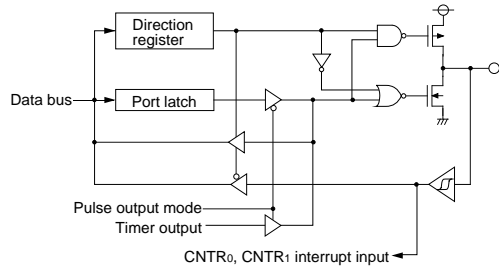 Direction
register
Data bus
Port latch
Pulse output mode
Timer output
CNTR0, CNTR1 interrupt input